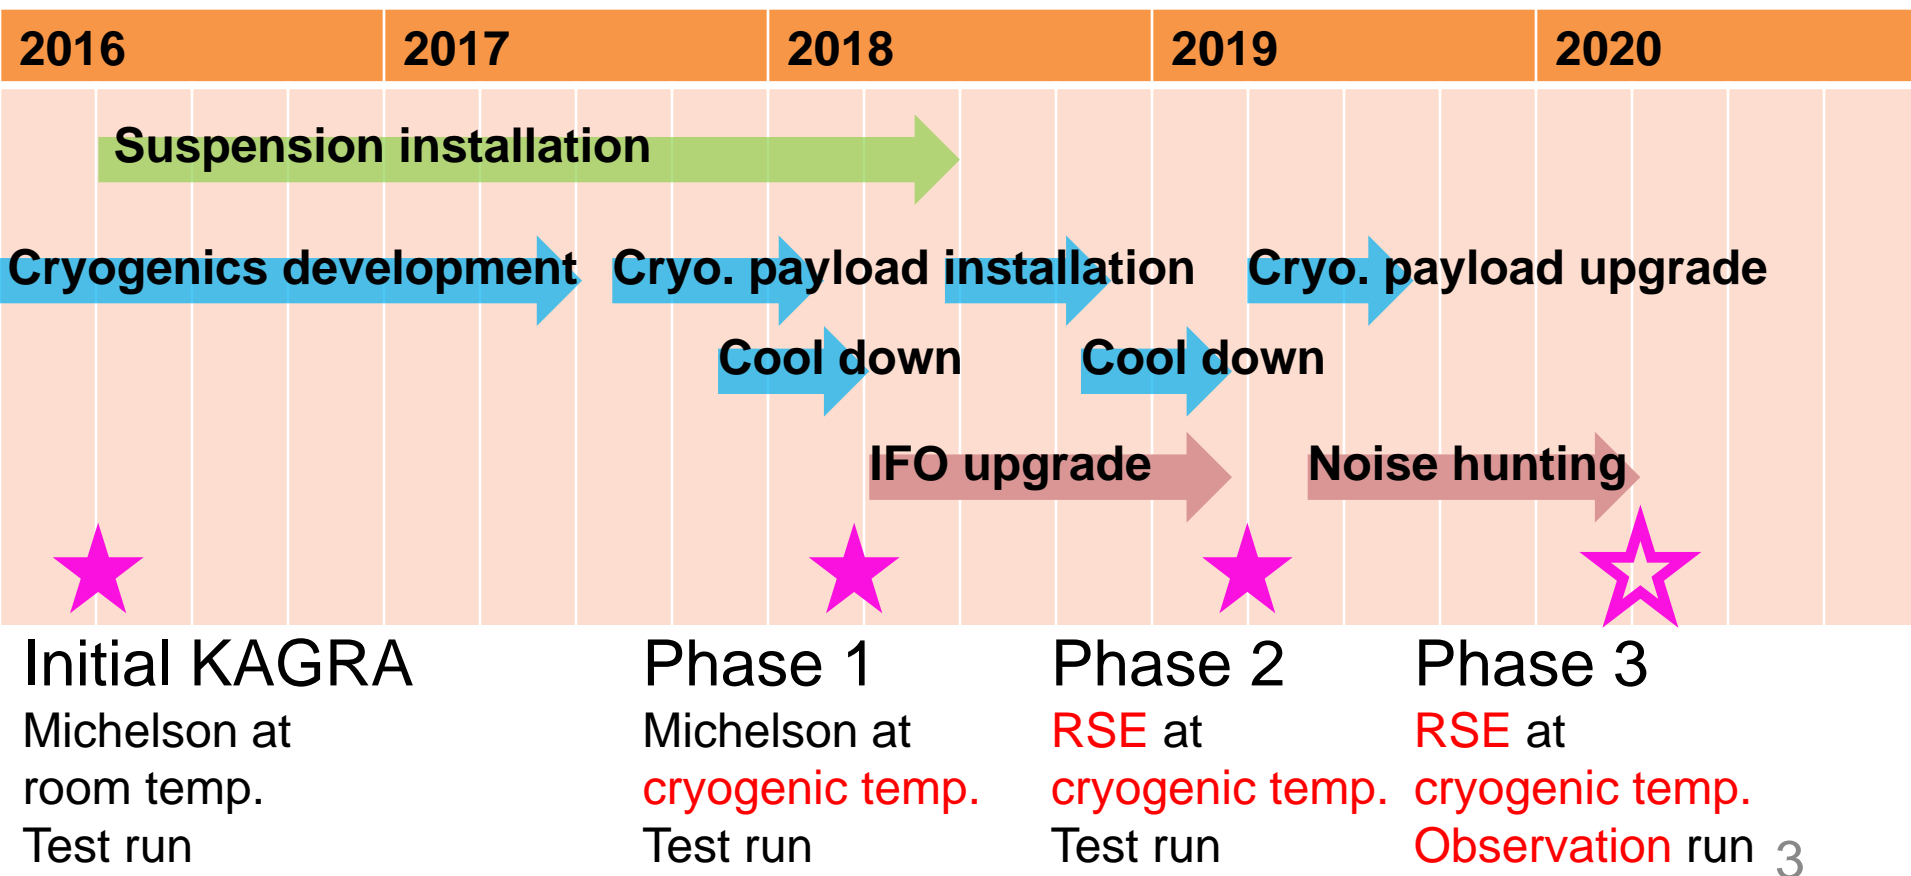 2016 2017 2018 2019 2020
Suspension installation
Cryogenics development Cryo. payload installation Cryo. payload upgrade
Cool down Cool down
IFO upgrade Noise hunting
Initial KAGRA
Michelson at
room temp.
Test run
Phase 1
Michelson at
cryogenic temp.
Test run
Phase 2
RSE at
cryogenic temp.
Test run
Phase 3
RSE at
cryogenic temp.
Observation run
3